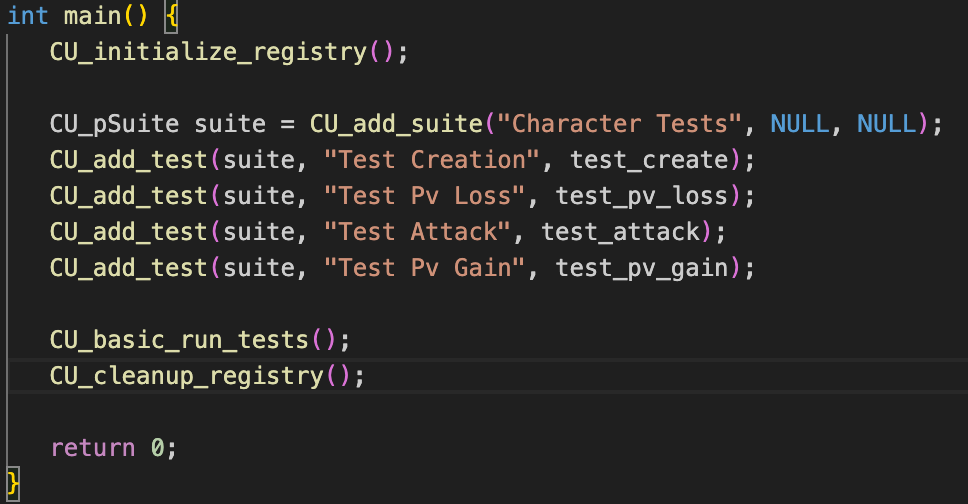 int main() {
CU_initialize_registry();
CU_pSuite suite = CU_add_suite("Character Tests", NULL, NULL);
CU_add_test(suite, "Test Creation", test_create);
CU_add_test(suite, "Test Pv Loss", test_pv_loss);
CU_add_test(suite, "Test Attack", test_attack);
CU_add_test(suite, "Test Pv Gain", test_pv_gain);
CU_basic_run_tests();
CU_cleanup_registry();
return 0;
}